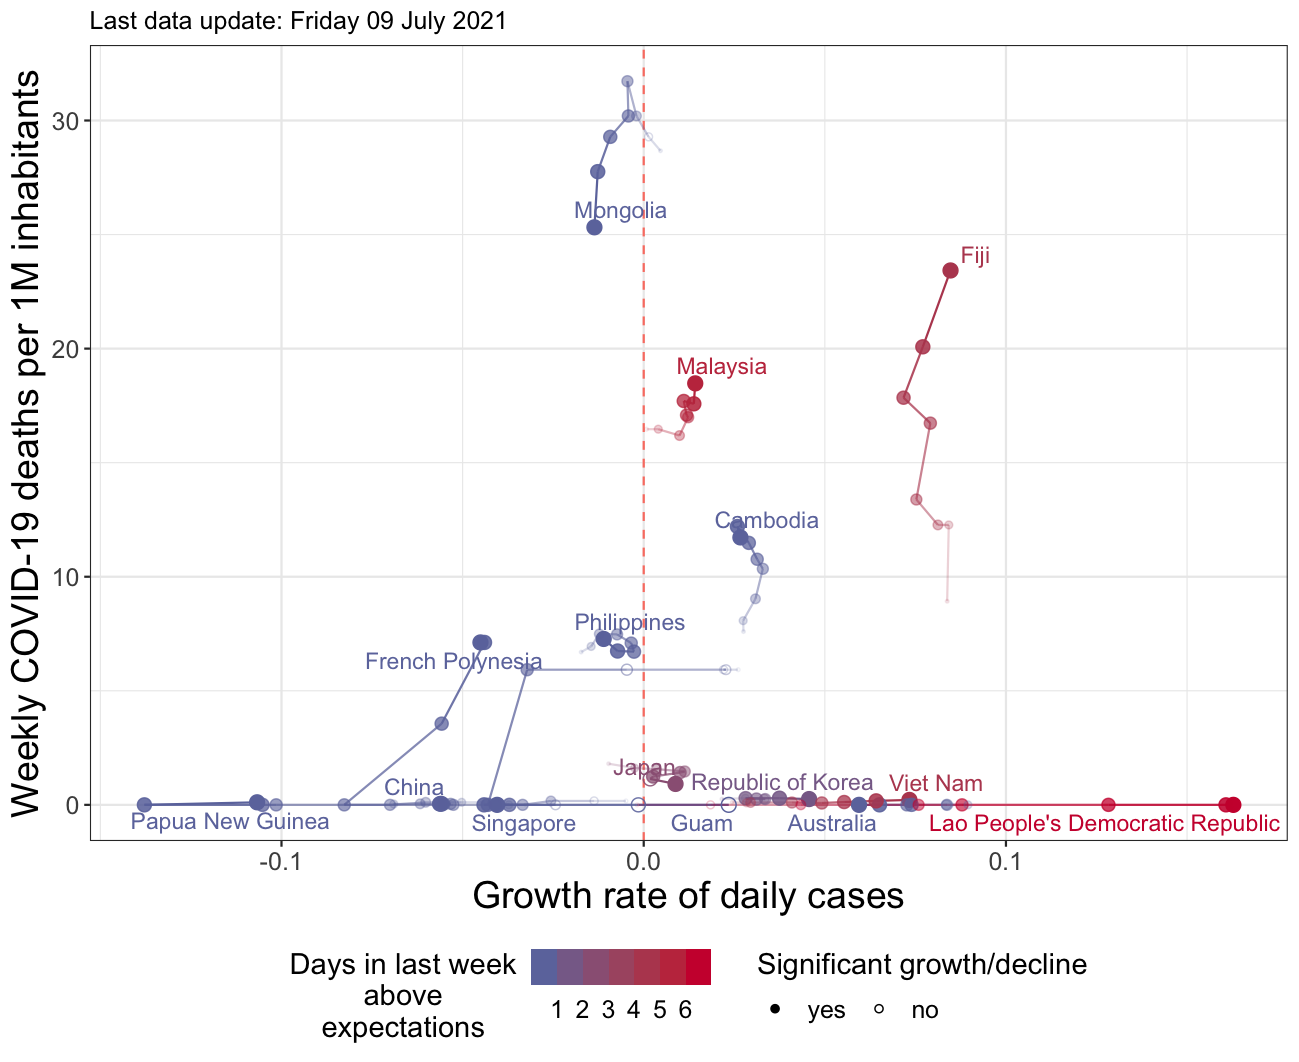 Last data update: Friday 09 July 2021
Weekly COVID-19 deaths per 1M inhabitants
30
20
10
0
Mongolia
Fiji
Malaysia
Cambodia
Philippines
French Polynesia
Japan
Republic of Korea
Viet Nam
China
Papua New Guinea
Singapore
Guam
Australia
Lao People's Democratic Republic
-0.1
0.0
0.1
Growth rate of daily cases
Days in last week
above
expectations
1 2 3 4 5 6
Significant growth/decline
yes
no